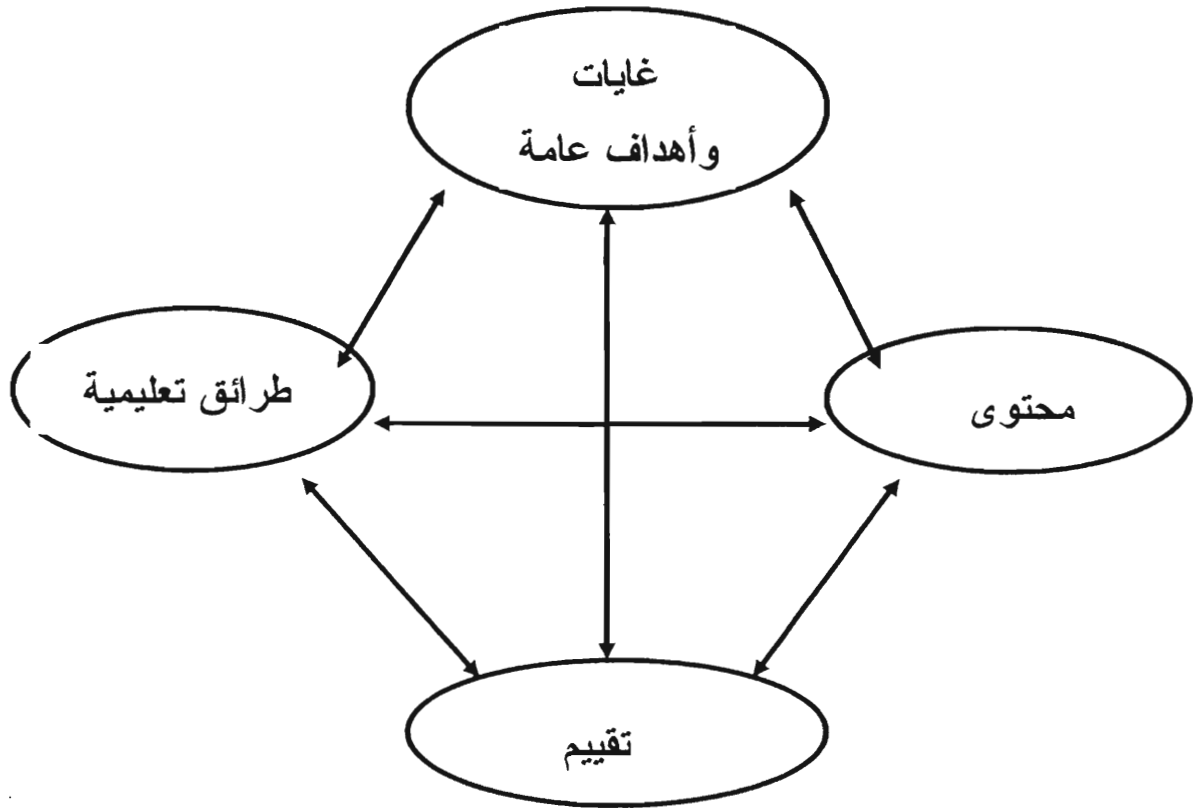 غايات
وأهداف عامة
محتوى
طرائق تعليمية
تقييم